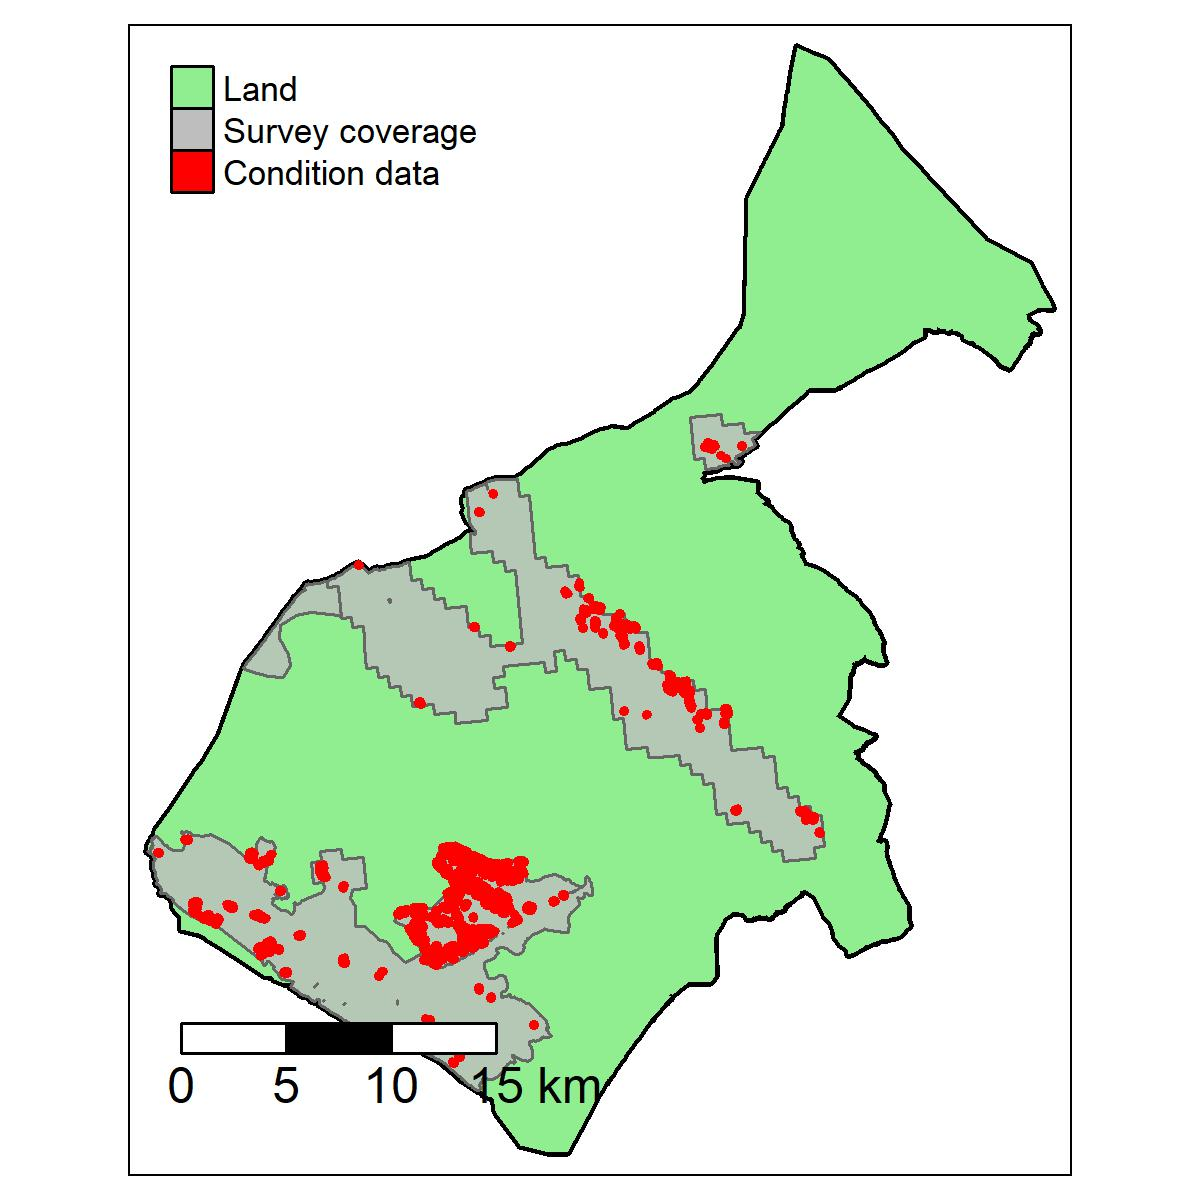 Land
Survey coverage
Condition data
0 5 10 15 km